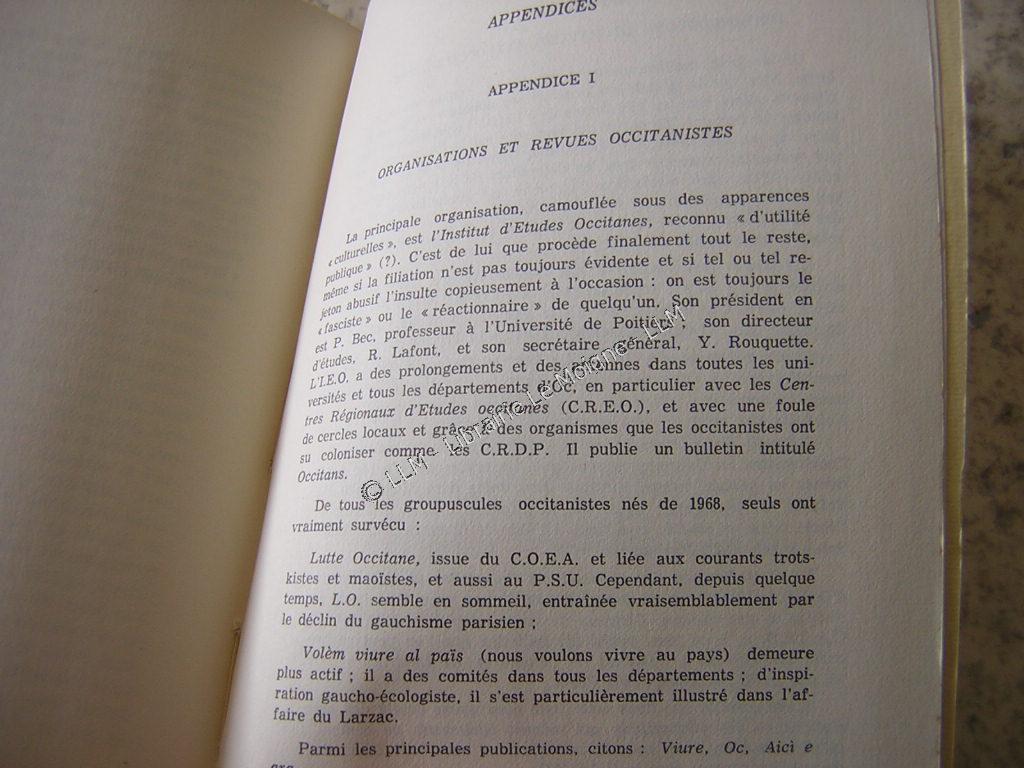 APPENDICES
APPENDICE I
ORGANISATIONS ET REVUES OCCITANISTES
La principale organisation, camouflée sous des apparences
« culturelles », est l'Institut d'Etudes Occitanes, reconnu « d'utilité
publique » (?). C'est de lui que procède finalement tout le reste,
même si la filiation n'est pas toujours évidente et si tel ou tel re-
jeton abusif l'insulte copieusement à l'occasion : on est toujours le
« fasciste » ou le « réactionnaire » de quelqu'un. Son président en
est P. Bec, professeur à l'Université de Poitiers ; son directeur
d'études, R. Lafont, et son secrétaire général, Y. Rouquette.
L'I.E.O. a des prolongements et des antennes dans toutes les uni-
versités et tous les départements d'Oc, en particulier avec les Cen-
tres Régionaux d'Etudes occitanes (C.R.E.O.), et avec une foule
de cercles locaux et grâce à des organismes que les occitanistes ont
su coloniser comme les C.R.D.P. Il publie un bulletin intitulé
Occitans.
De tous les groupuscules occitanistes nés de 1968, seuls ont
vraiment survécu :
Lutte Occitane, issue du C.O.E.A. et liée aux courants trots-
kistes et maoïstes, et aussi au P.S.U. Cependant, depuis quelque
temps, L.O. semble en sommeil, entraînée vraisemblablement par
le déclin du gauchisme parisien ;
Volèm viure al païs (nous voulons vivre au pays) demeure
plus actif ; il a des comités dans tous les départements ; d'inspi-
ration gaucho-écologiste, il s'est particulièrement illustré dans l'af-
faire du Larzac.
Parmi les principales publications, citons : Viure, Oc, Aicì e
© LLM - Librairie Le Moigne - LLM